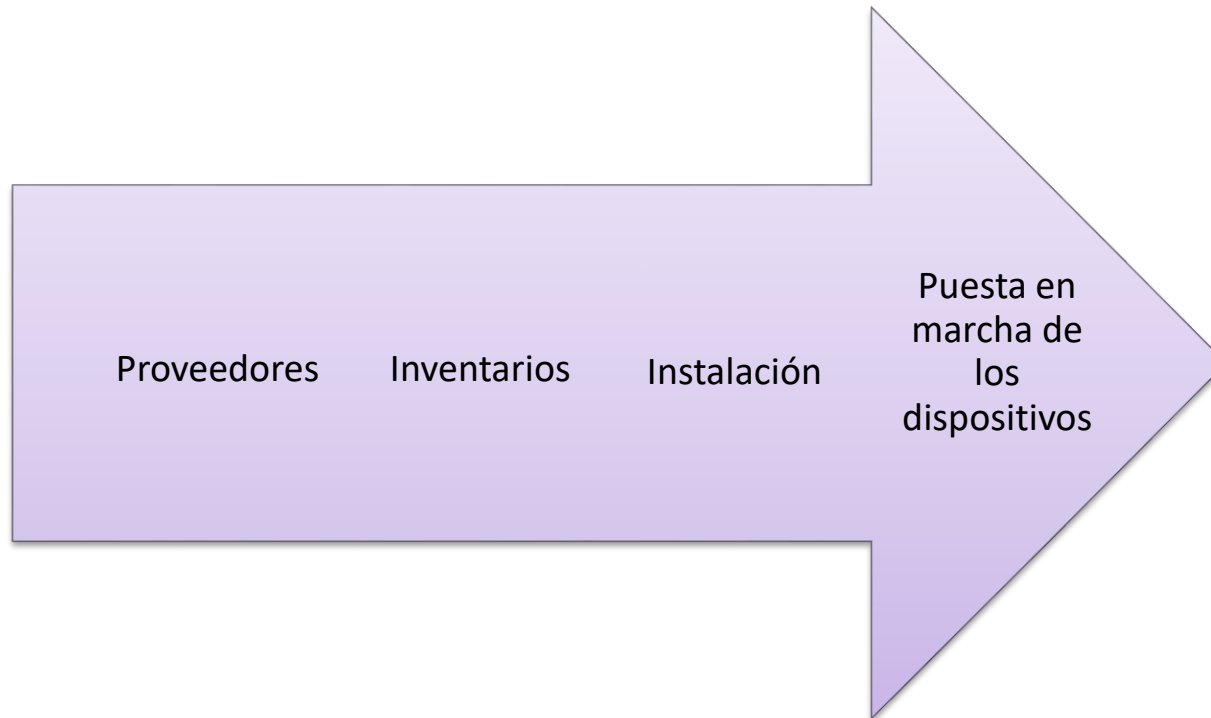 Proveedores
Inventarios
Instalación
Puesta en
marcha de
los
dispositivos